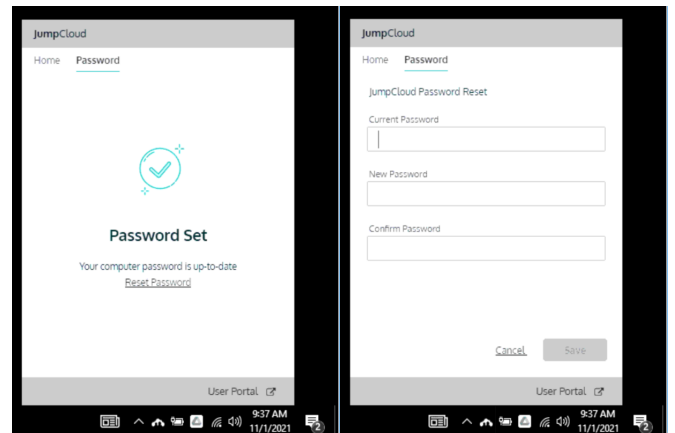 JumpCloud
Home Password
Password Set
Your computer password is up-to-date
Reset Password
User Portal
9:37 AM
11/1/2021
2
JumpCloud
Home Password
JumpCloud Password Reset
Current Password
New Password
Confirm Password
Cancel Save
User Portal
9:37 AM
11/1/2021
2